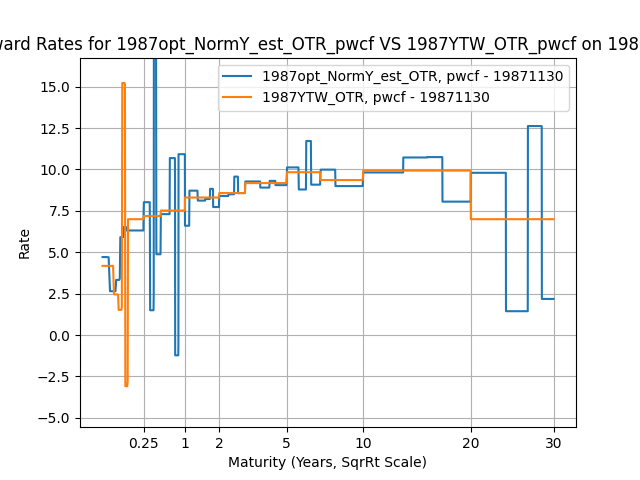 ward Rates for 1987opt_NormY_est_OTR_pwcf VS 1987YTW_OTR_pwcf on 198
1987opt_NormY_est_OTR, pwcf - 19871130
1987YTW_OTR, pwcf - 19871130
15.0
12.5
10.0
7.5
5.0
2.5
0.0
−2.5
−5.0
Rate
0.25 1 2 5 10 20 30
Maturity (Years, SqrRt Scale)